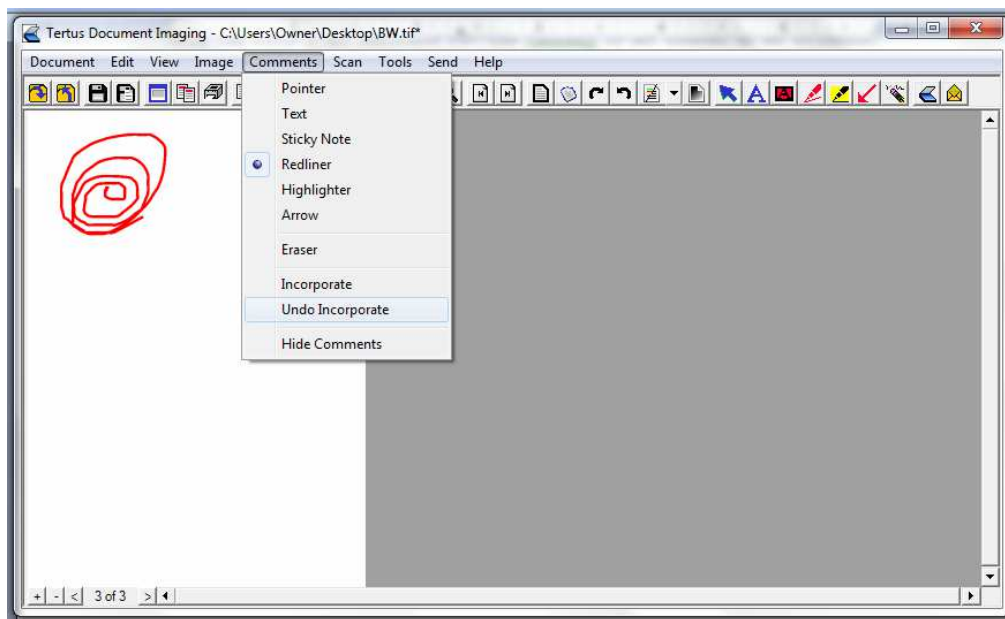 Tertus Document Imaging - C:\Users\Owner\Desktop\BW.tif*
Document Edit View Image Comments Scan Tools Send Help
Pointer
Text
Sticky Note
Redliner
Highlighter
Arrow
Eraser
Incorporate
Undo Incorporate
Hide Comments
+ - < 3 of 3 >